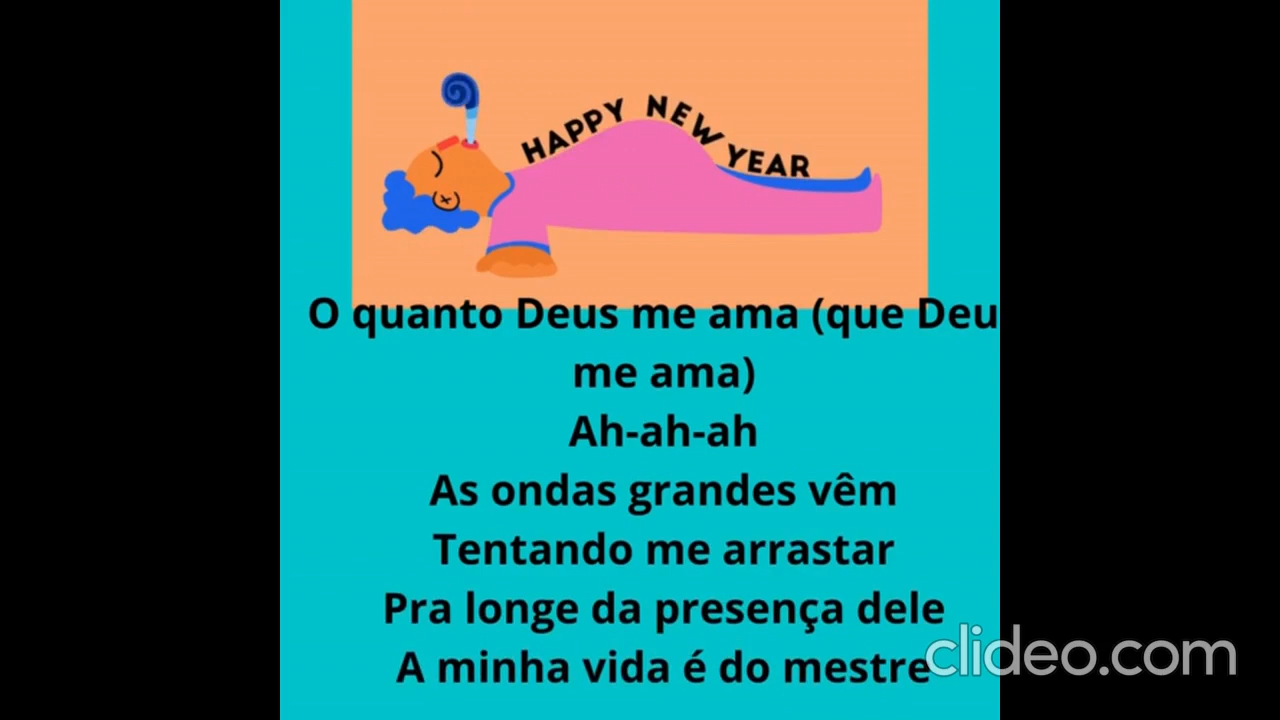 HAPPY NEW YEAR
O quanto Deus me ama (que Deu
me ama)
Ah-ah-ah
As ondas grandes vêm
Tentando me arrastar
Pra longe da presença dele
A minha vida é do mestre
clideo.com